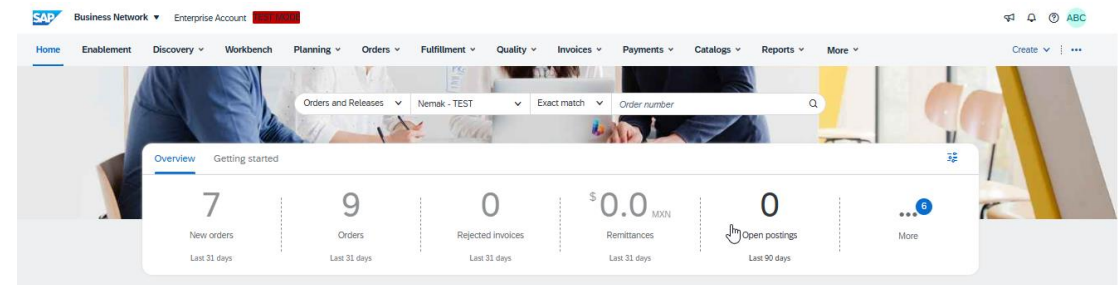 SAP Business Network Enterprise Account TEST MODE ABC
Home Enablement Discovery Workbench Planning Orders Fulfillment Quality Invoices Payments Catalogs Reports More Create
Orders and Releases Nemak - TEST Exact match Order number
Overview Getting started
7 9 0 $0.0 MXN 0 ... 6
New orders Orders Rejected invoices Remittances Open postings More
Last 31 days Last 31 days Last 31 days Last 31 days Last 90 days